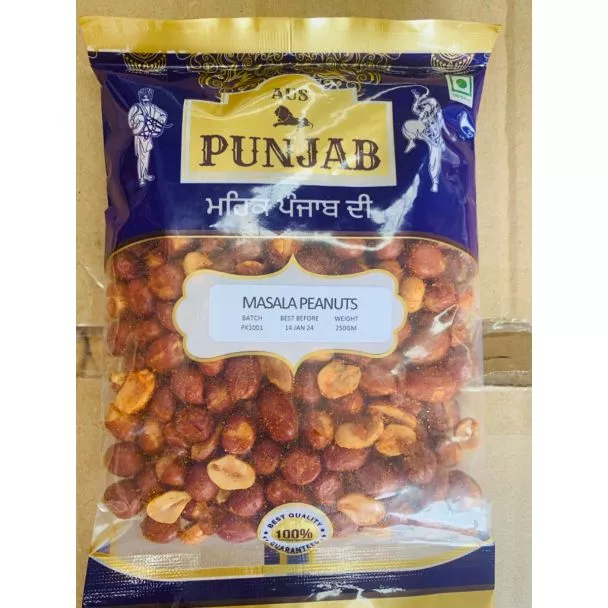 AUS
PUNJAB
ਮਹਿਕ ਪੰਜਾਬ ਦੀ
MASALA PEANUTS
BATCH BEST BEFORE WEIGHT
PK1001 14 JAN 24 250GM
BEST QUALITY
100%
GUARANTEED